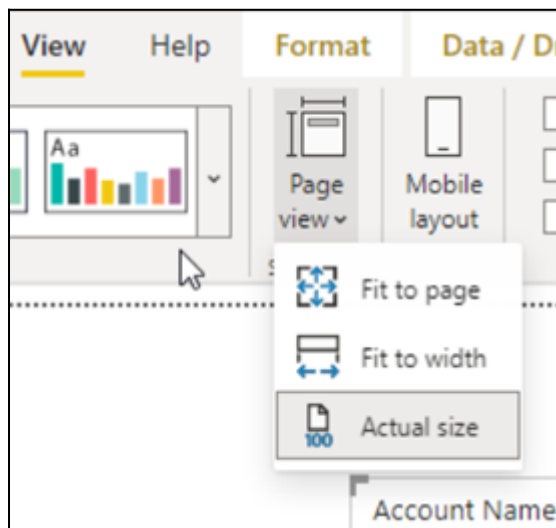 View Help Format Data / D
Aa
Page view
Mobile layout
Fit to page
Fit to width
100
Actual size
Account Name